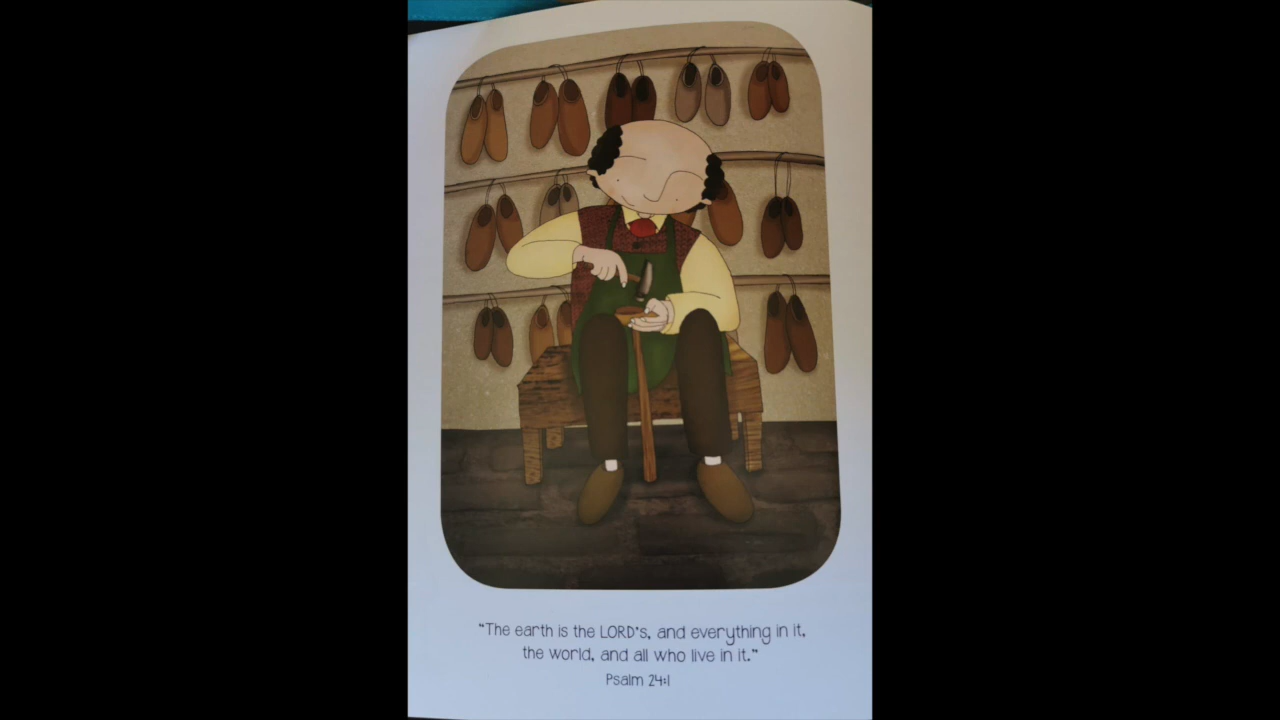 “The earth is the LORD’s, and everything in it,
the world, and all who live in it.”
Psalm 24:1